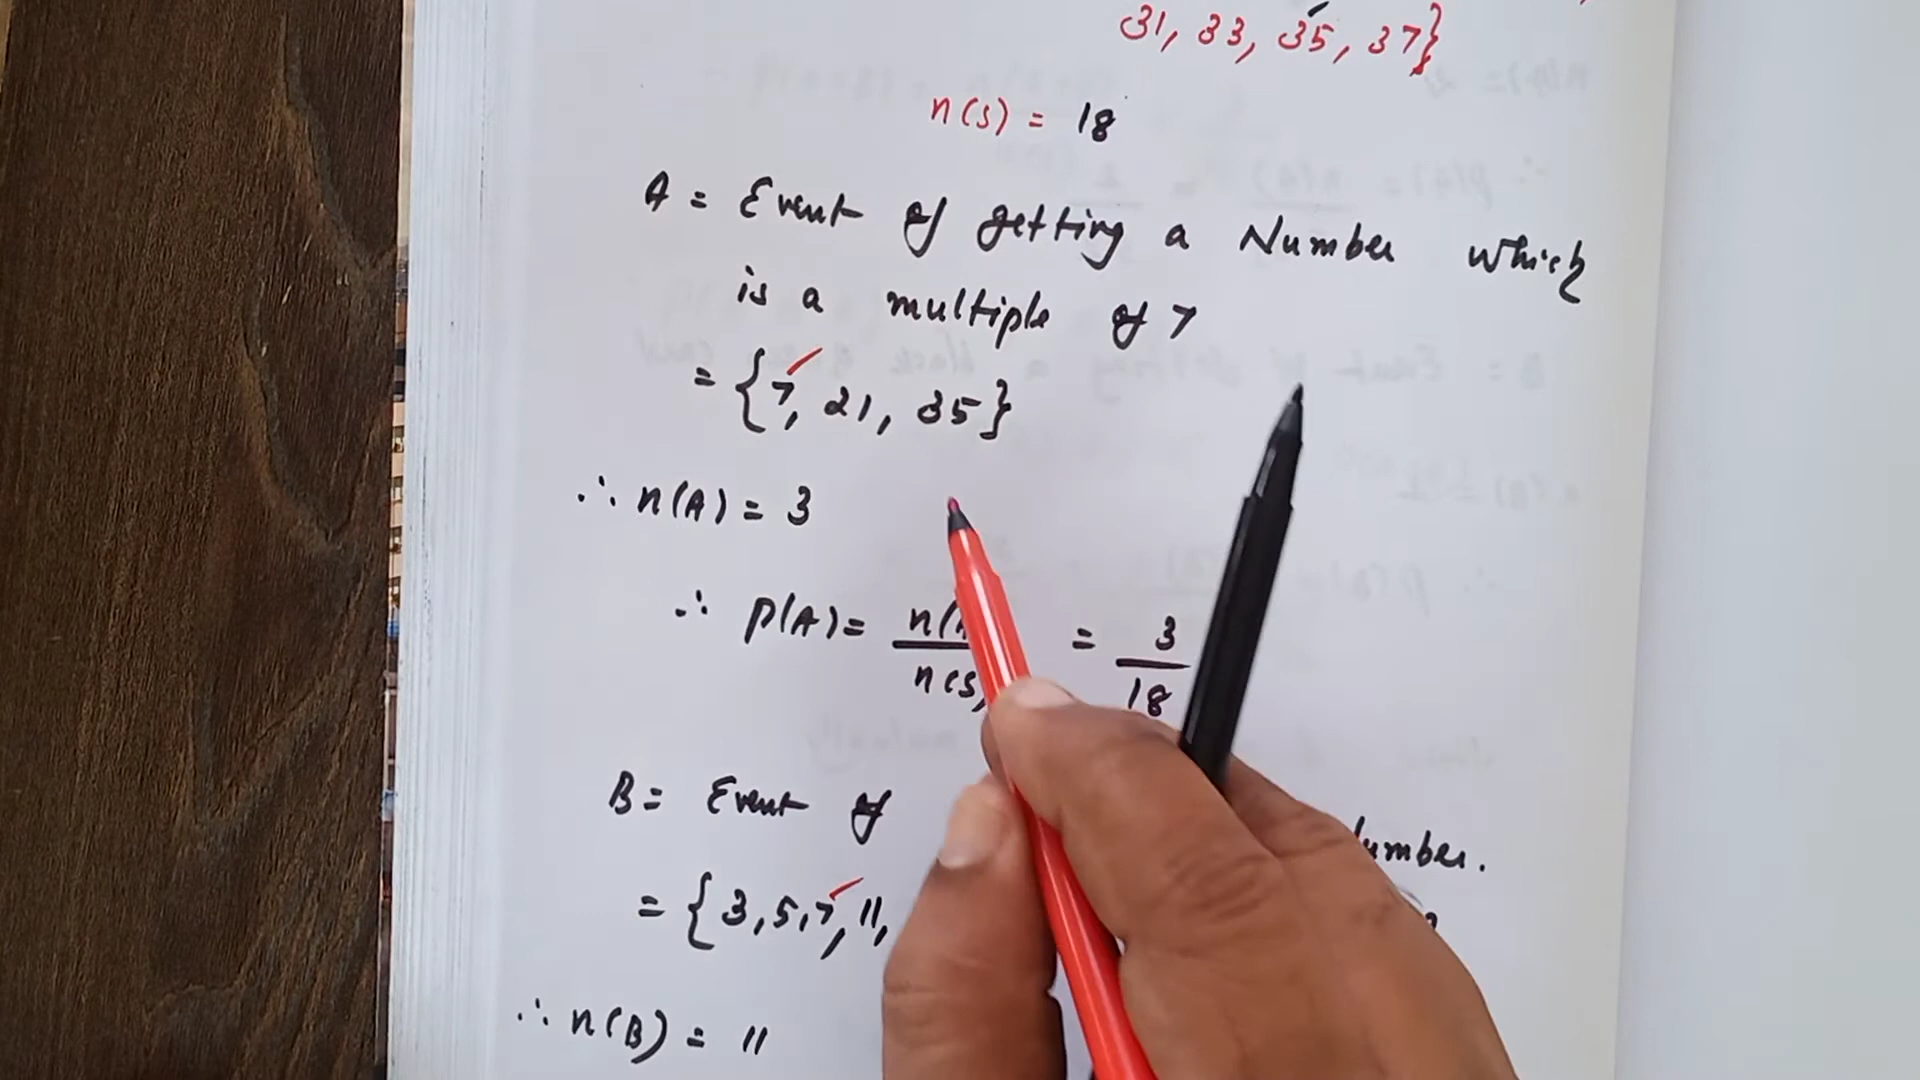 31, 33, 35, 37}
n(s) = 18
A = Event of getting a Number which
is a multiple of 7
= {7, 21, 35}
∴ n(A) = 3
∴ P(A) = n(A / n(s) = 3 / 18
B = Event of umber.
= {3, 5, 7, 11,
∴ n(B) = 11